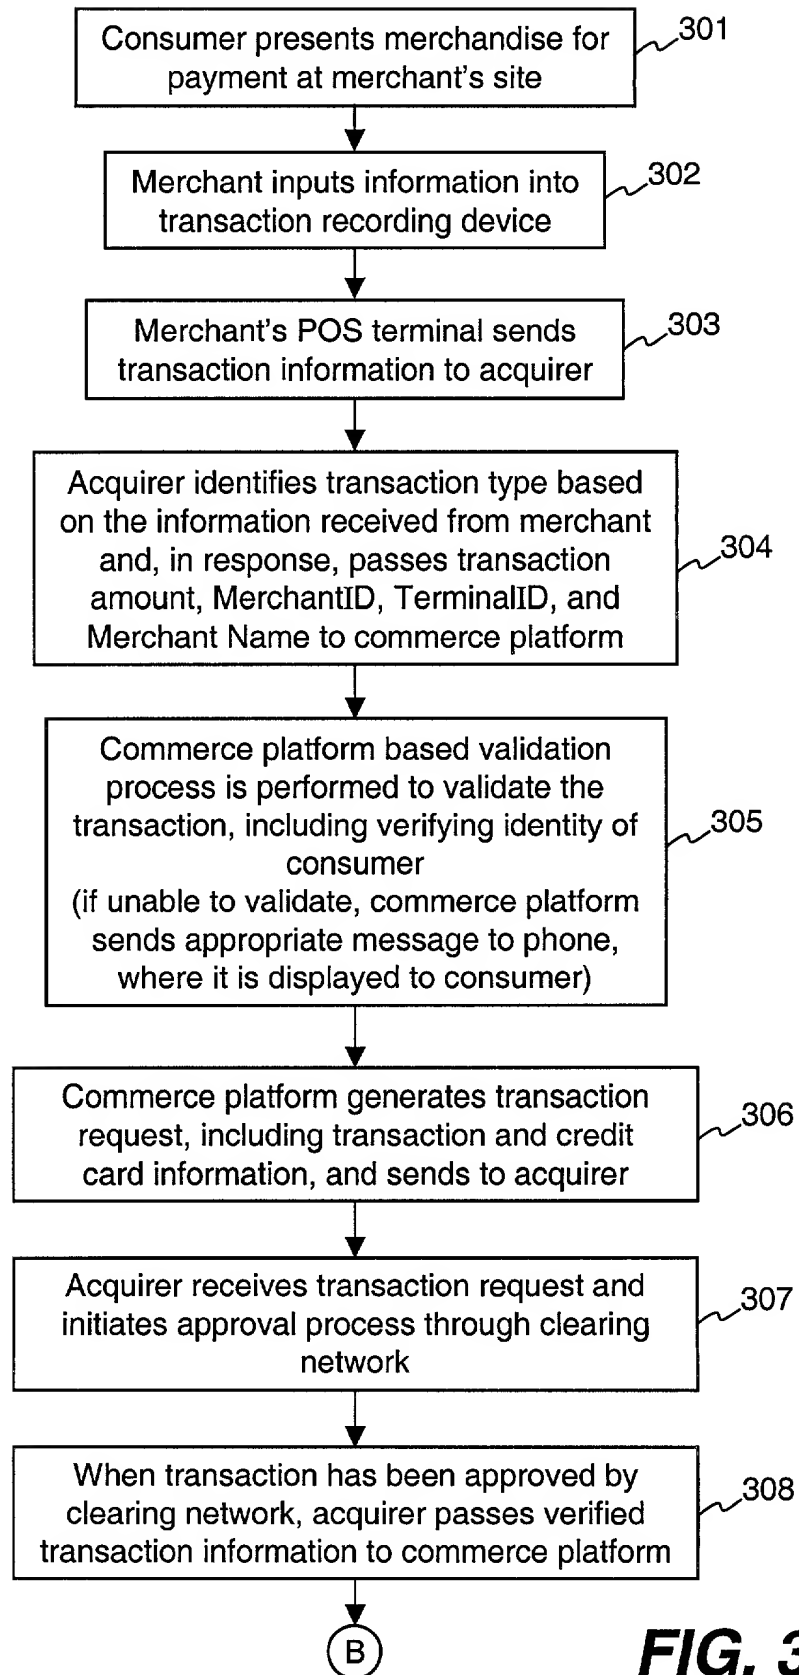 Consumer presents merchandise for
payment at merchant's site
301
Merchant inputs information into
transaction recording device
302
Merchant's POS terminal sends
transaction information to acquirer
303
Acquirer identifies transaction type based
on the information received from merchant
and, in response, passes transaction
amount, MerchantID, TerminalID, and
Merchant Name to commerce platform
304
Commerce platform based validation
process is performed to validate the
transaction, including verifying identity of
consumer
(if unable to validate, commerce platform
sends appropriate message to phone,
where it is displayed to consumer)
305
Commerce platform generates transaction
request, including transaction and credit
card information, and sends to acquirer
306
Acquirer receives transaction request and
initiates approval process through clearing
network
307
When transaction has been approved by
clearing network, acquirer passes verified
transaction information to commerce platform
308
B
FIG. 3